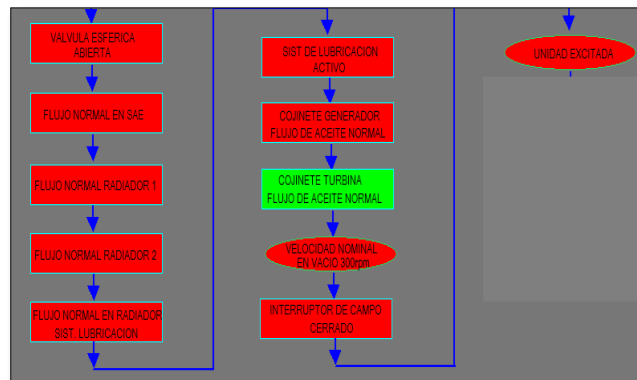 VALVULA ESFERICA
ABIERTA
FLUJO NORMAL EN SAE
FLUJO NORMAL RADIADOR 1
FLUJO NORMAL RADIADOR 2
FLUJO NORMAL EN RADIADOR
SIST. LUBRICACION
SIST DE LUBRICACION
ACTIVO
COJINETE GENERADOR
FLUJO DE ACEITE NORMAL
COJINETE TURBINA
FLUJO DE ACEITE NORMAL
VELOCIDAD NOMINAL
EN VACIO 300rpm
INTERRUPTOR DE CAMPO
CERRADO
UNIDAD EXCITADA